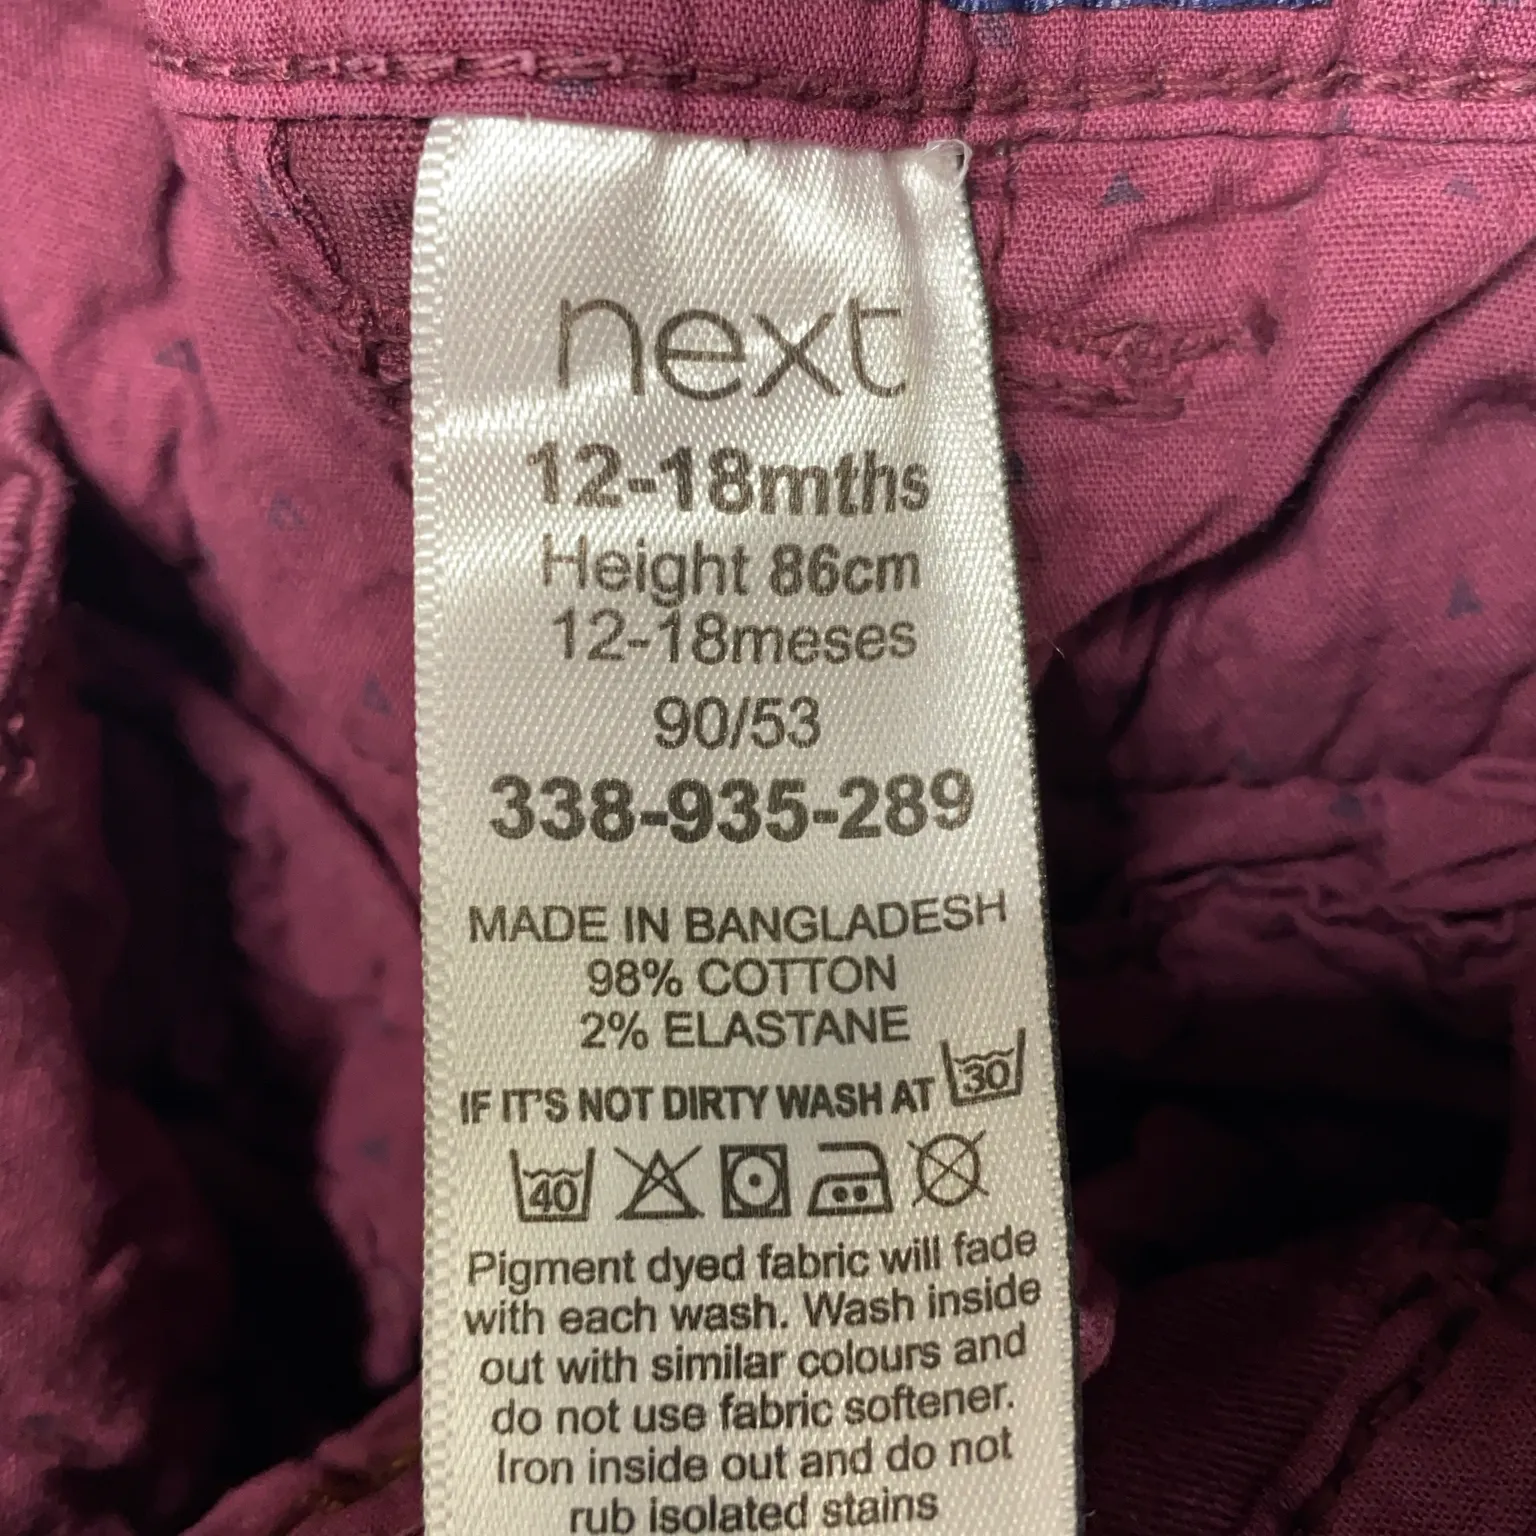 next
12-18mths
Height 86cm
12-18meses
90/53
338-935-289
MADE IN BANGLADESH
98% COTTON
2% ELASTANE
IF IT'S NOT DIRTY WASH AT 30
40
Pigment dyed fabric will fade
with each wash. Wash inside
out with similar colours and
do not use fabric softener.
Iron inside out and do not
rub isolated stains